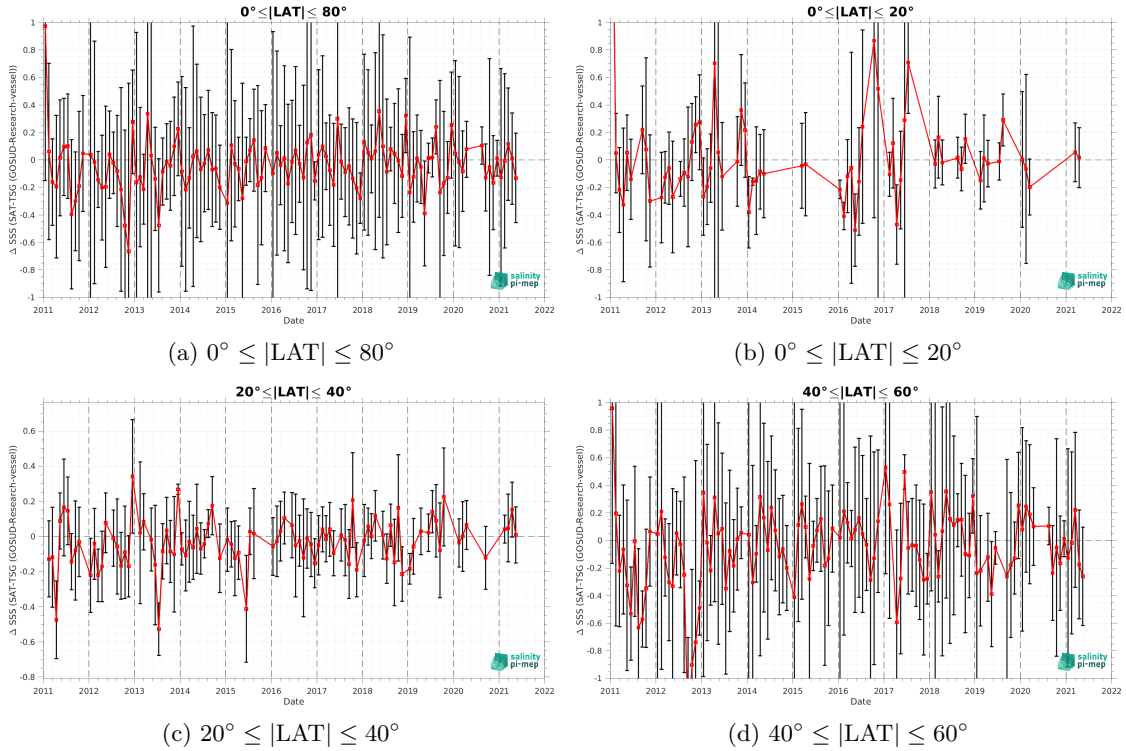 0°≤|LAT|≤ 80°
Δ SSS (SAT-TSG (GOSUD-Research-vessel))
1
0.8
0.6
0.4
0.2
0
-0.2
-0.4
-0.6
-0.8
-1
2011 2012 2013 2014 2015 2016 2017 2018 2019 2020 2021 2022
Date
salinity
pi-mep
(a) 0° ≤ |LAT| ≤ 80°
0°≤|LAT|≤ 20°
Δ SSS (SAT-TSG (GOSUD-Research-vessel))
1
0.8
0.6
0.4
0.2
0
-0.2
-0.4
-0.6
-0.8
-1
2011 2012 2013 2014 2015 2016 2017 2018 2019 2020 2021 2022
Date
salinity
pi-mep
(b) 0° ≤ |LAT| ≤ 20°
20°≤|LAT|≤ 40°
Δ SSS (SAT-TSG (GOSUD-Research-vessel))
0.6
0.4
0.2
0
-0.2
-0.4
-0.6
-0.8
2011 2012 2013 2014 2015 2016 2017 2018 2019 2020 2021 2022
Date
salinity
pi-mep
(c) 20° ≤ |LAT| ≤ 40°
40°≤|LAT|≤ 60°
Δ SSS (SAT-TSG (GOSUD-Research-vessel))
1
0.8
0.6
0.4
0.2
0
-0.2
-0.4
-0.6
-0.8
-1
2011 2012 2013 2014 2015 2016 2017 2018 2019 2020 2021 2022
Date
salinity
pi-mep
(d) 40° ≤ |LAT| ≤ 60°